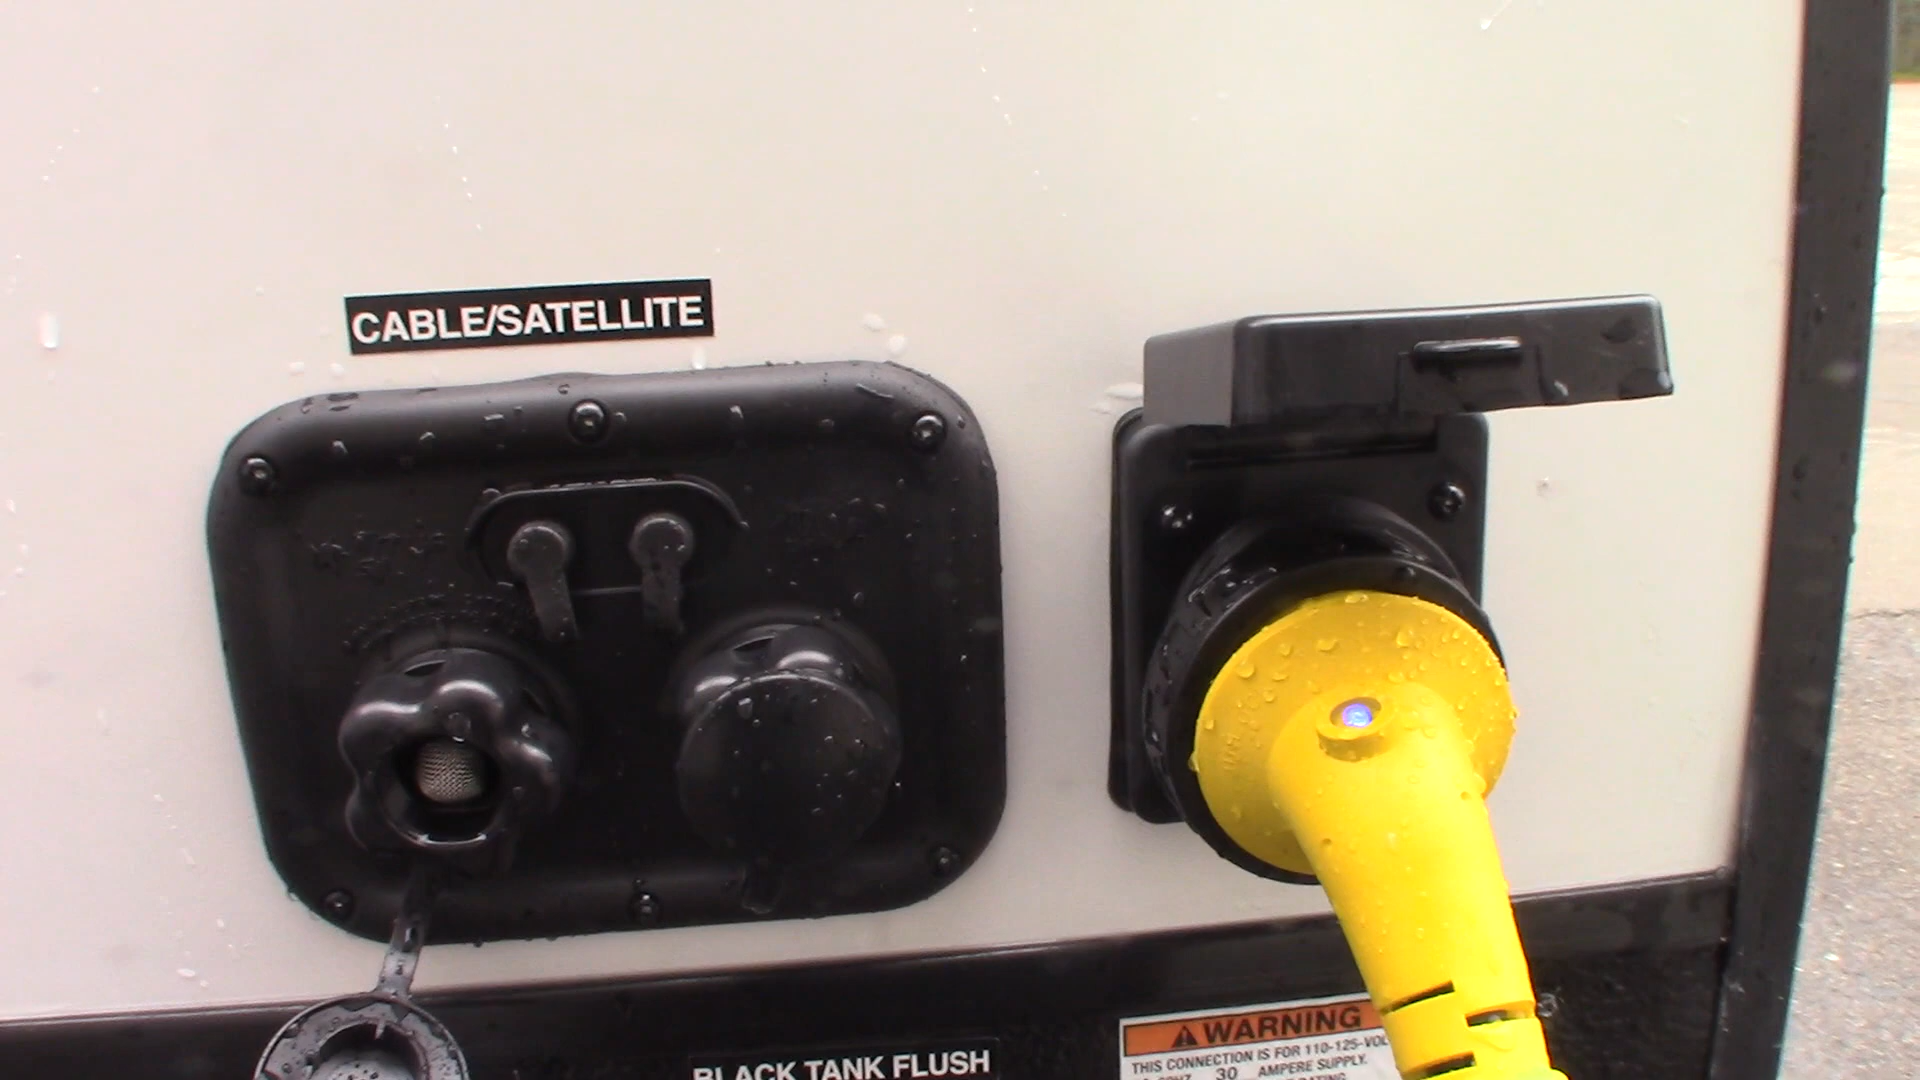 CABLE/SATELLITE
BLACK TANK FLUSH
WARNING
THIS CONNECTION IS FOR 110-125-VOL
30 AMPERE SUPPLY.